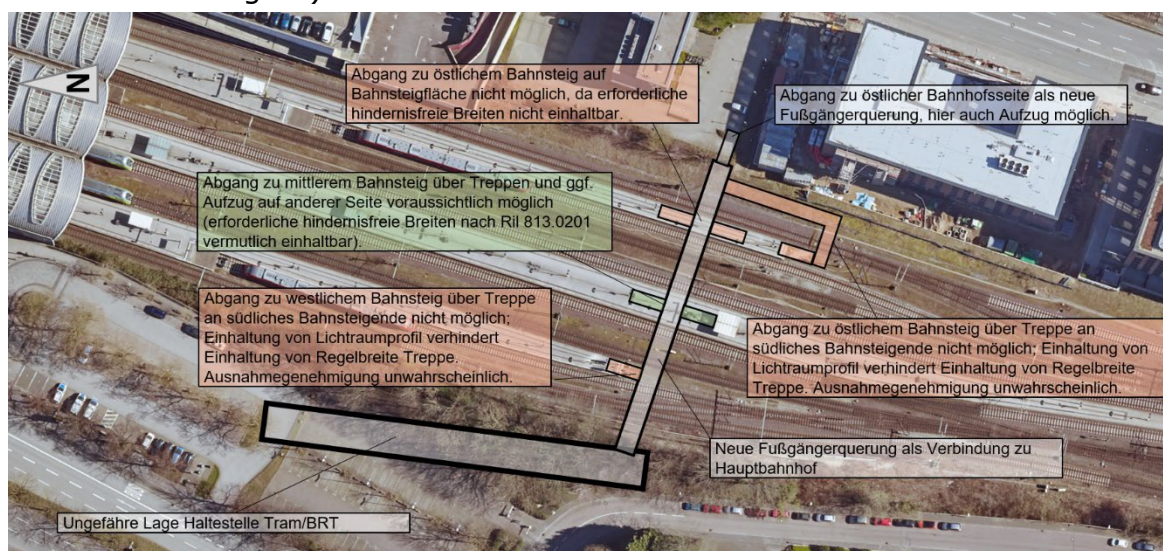 N
Abgang zu östlichem Bahnsteig auf
Bahnsteigfläche nicht möglich, da erforderliche
hindernisfreie Breiten nicht einhaltbar.
Abgang zu östlicher Bahnhofsseite als neue
Fußgängerquerung, hier auch Aufzug möglich.
Abgang zu mittlerem Bahnsteig über Treppen und ggf.
Aufzug auf anderer Seite voraussichtlich möglich
(erforderliche hindernisfreie Breiten nach Ril 813.0201
vermutlich einhaltbar).
Abgang zu westlichem Bahnsteig über Treppe
an südliches Bahnsteigende nicht möglich;
Einhaltung von Lichtraumprofil verhindert
Einhaltung von Regelbreite Treppe.
Ausnahmegenehmigung unwahrscheinlich.
Abgang zu östlichem Bahnsteig über Treppe an
südliches Bahnsteigende nicht möglich; Einhaltung von
Lichtraumprofil verhindert Einhaltung von Regelbreite
Treppe. Ausnahmegenehmigung unwahrscheinlich.
Neue Fußgängerquerung als Verbindung zu
Hauptbahnhof
Ungefähre Lage Haltestelle Tram/BRT